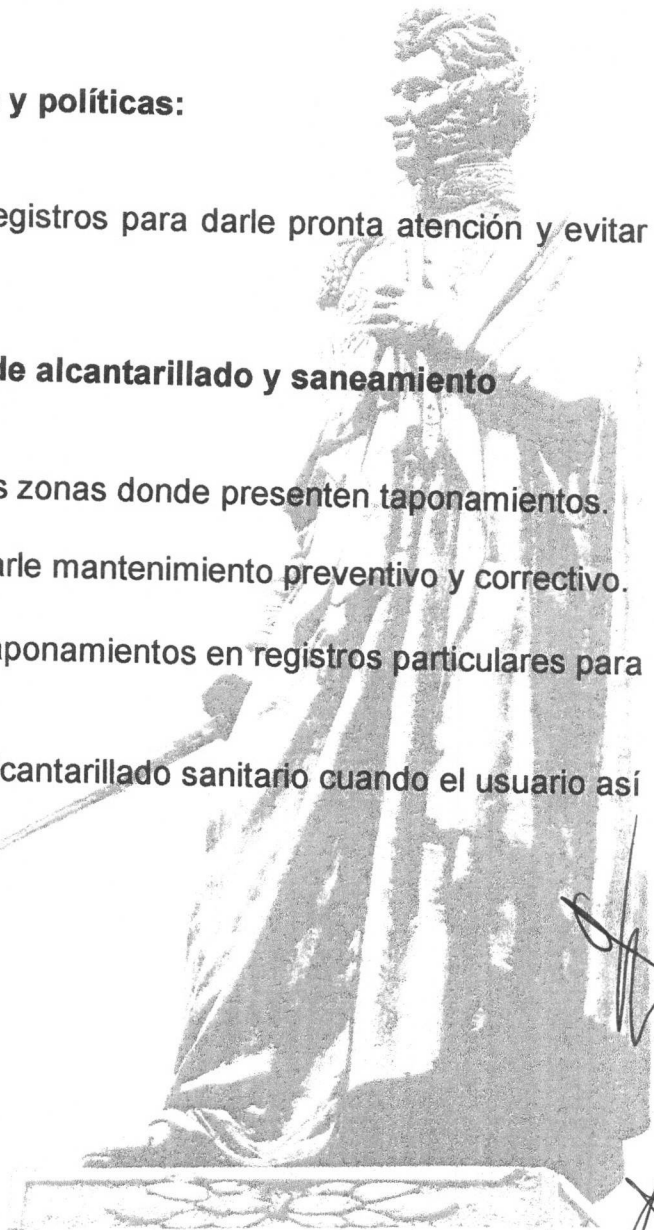 y políticas:
egistros para darle pronta atención y evitar
de alcantarillado y saneamiento
s zonas donde presenten taponamientos.
arle mantenimiento preventivo y correctivo.
aponamientos en registros particulares para
cantarillado sanitario cuando el usuario así